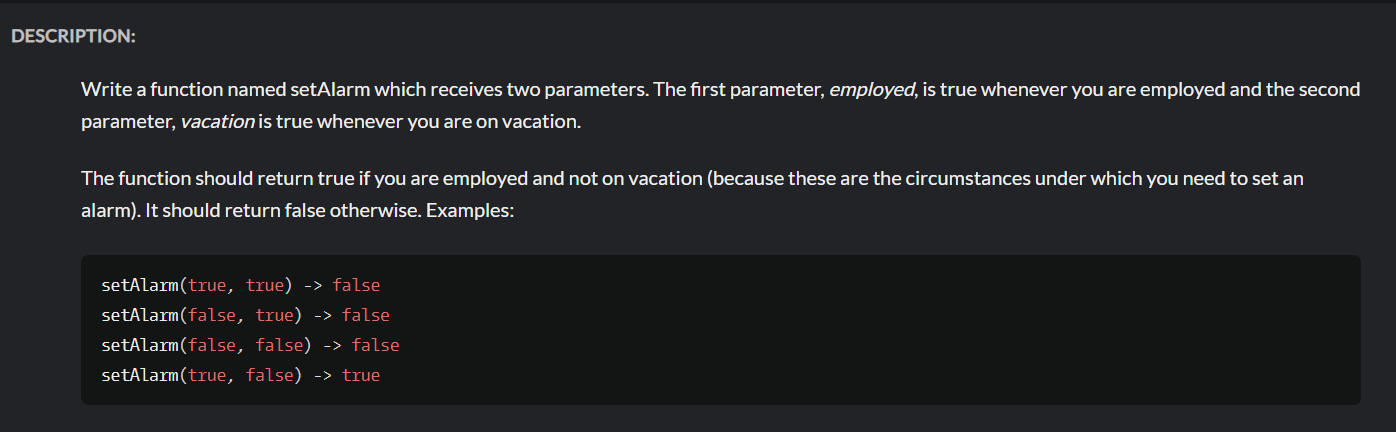 DESCRIPTION:
Write a function named setAlarm which receives two parameters. The first parameter, employed, is true whenever you are employed and the second
parameter, vacation is true whenever you are on vacation.
The function should return true if you are employed and not on vacation (because these are the circumstances under which you need to set an
alarm). It should return false otherwise. Examples:
setAlarm(true, true) -> false
setAlarm(false, true) -> false
setAlarm(false, false) -> false
setAlarm(true, false) -> true